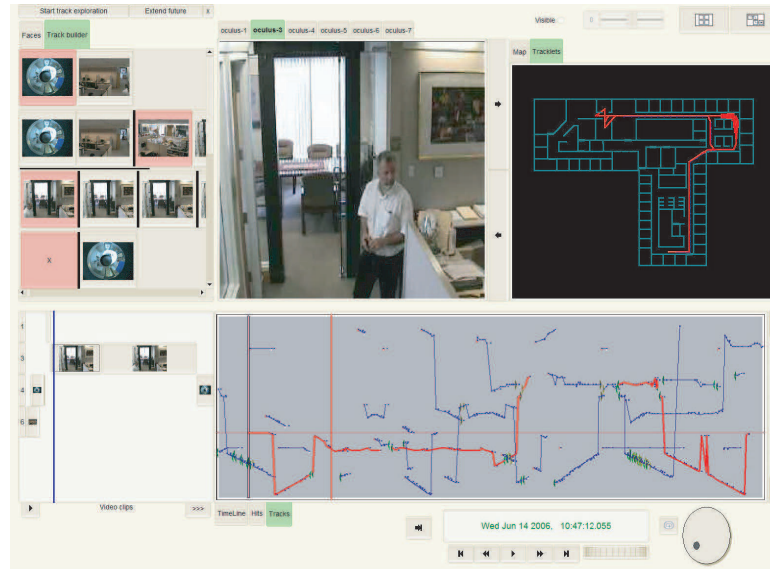 Start track exploration Extend future x
Faces Track builder
oculus-1 oculus-3 oculus-4 oculus-5 oculus-6 oculus-7
Visible 0
Map Tracklets
X
1
3
4
6
Video clips >>>
TimeLine Hits Tracks
Wed Jun 14 2006, 10:47:12.055